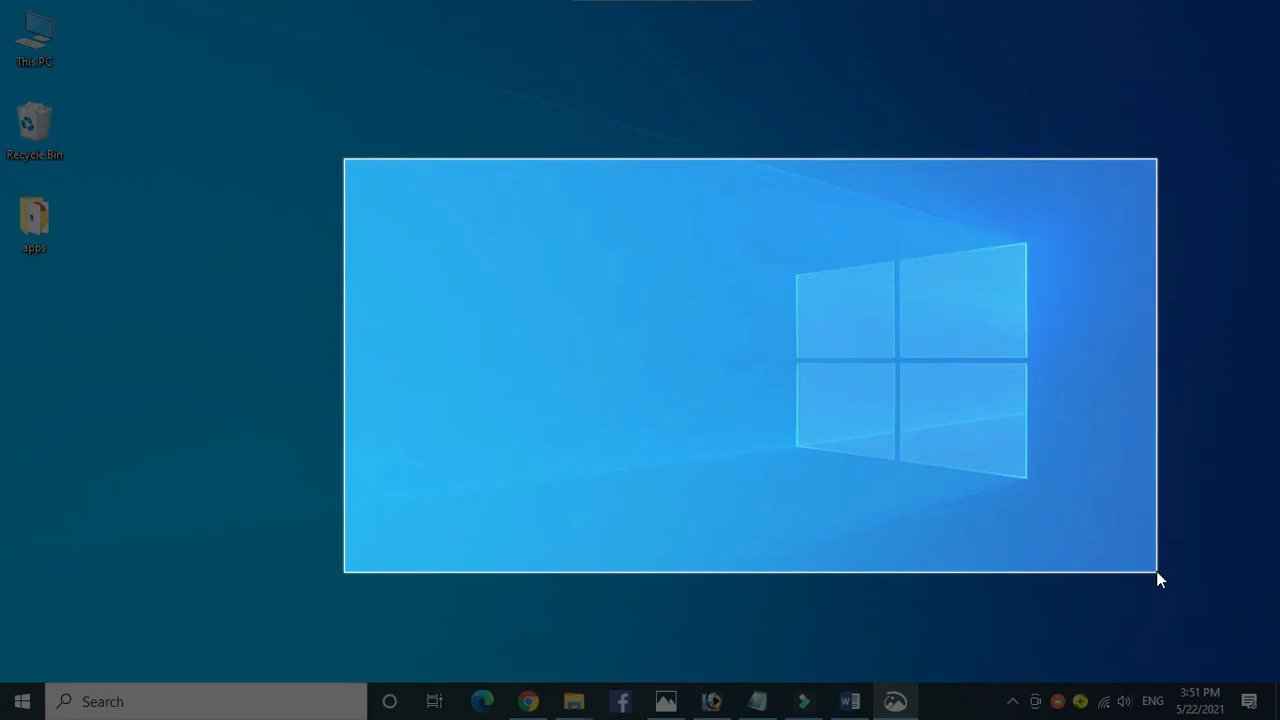 This PC
Recycle Bin
apps
Search
ENG
3:51 PM
5/22/2021